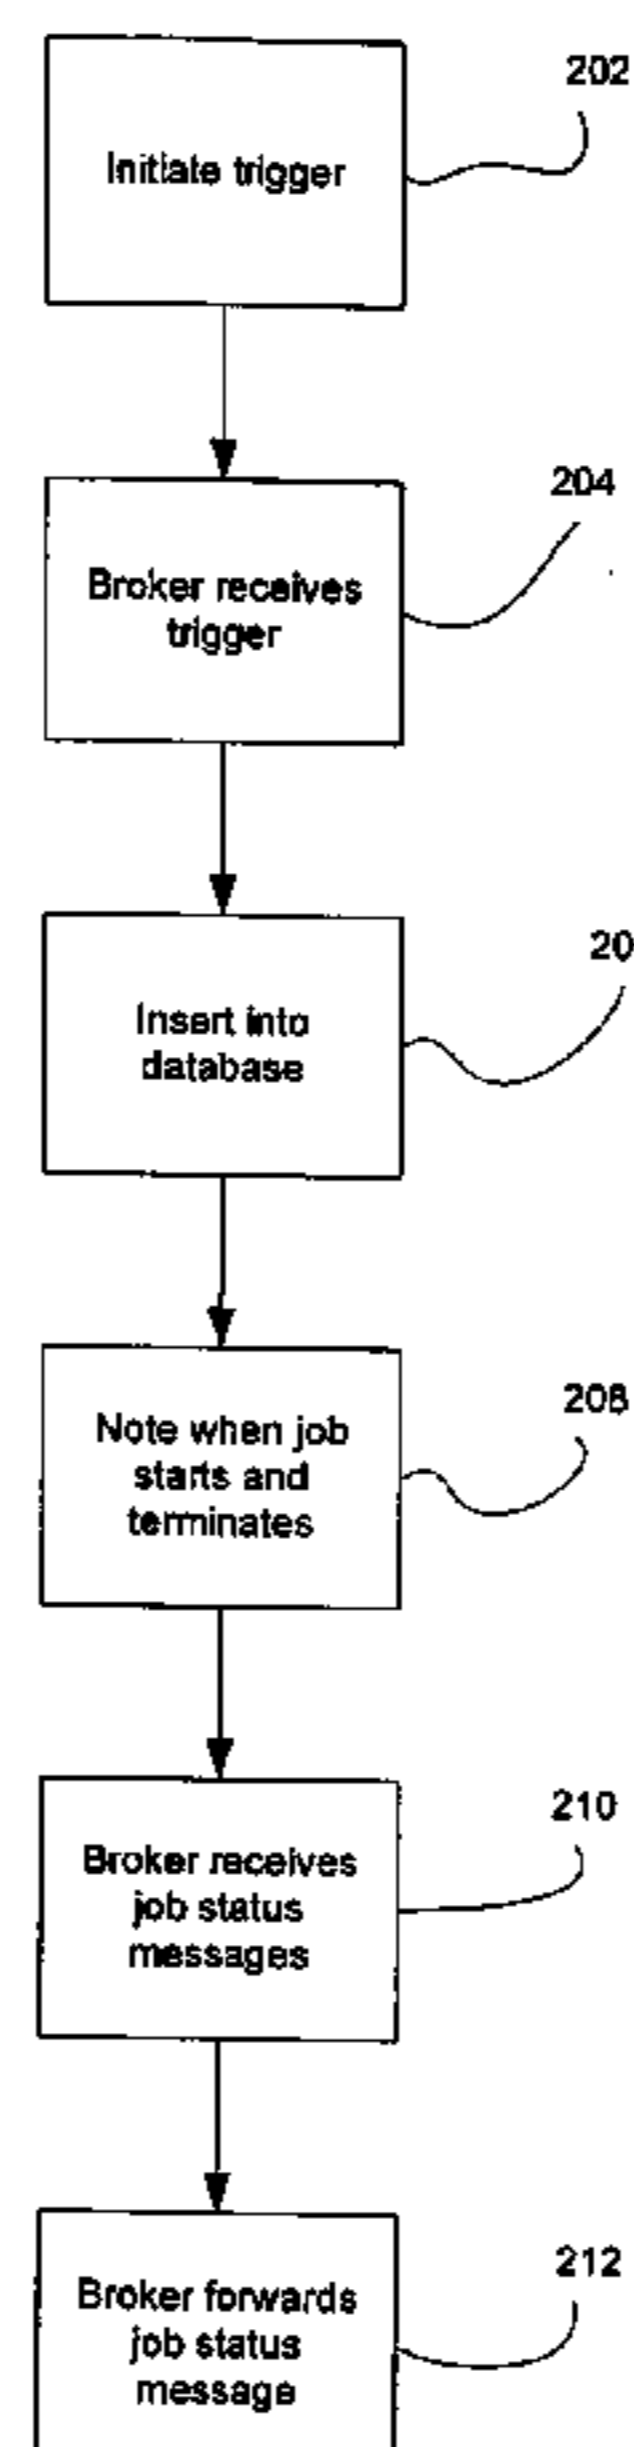 202
Initiate trigger
204
Broker receives
trigger
20
Insert into
database
208
Note when job
starts and
terminates
210
Broker receives
job status
messages
212
Broker forwards
job status
message